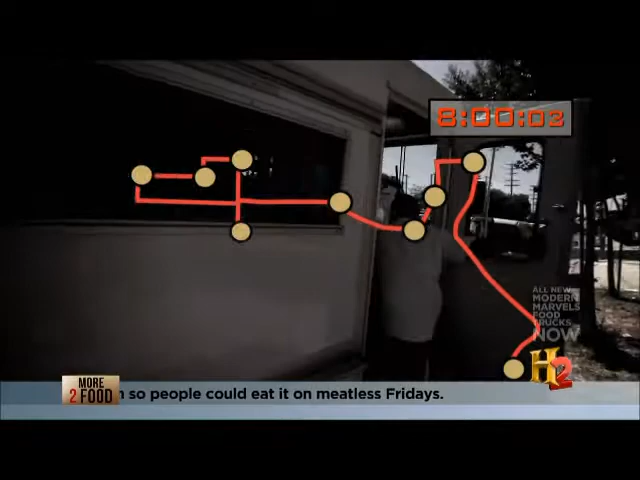 8:00:03
ALL NEW
MODERN
MARVELS
FOOD
TRUCKS
NOW
H2
MORE
2 FOOD
so people could eat it on meatless Fridays.